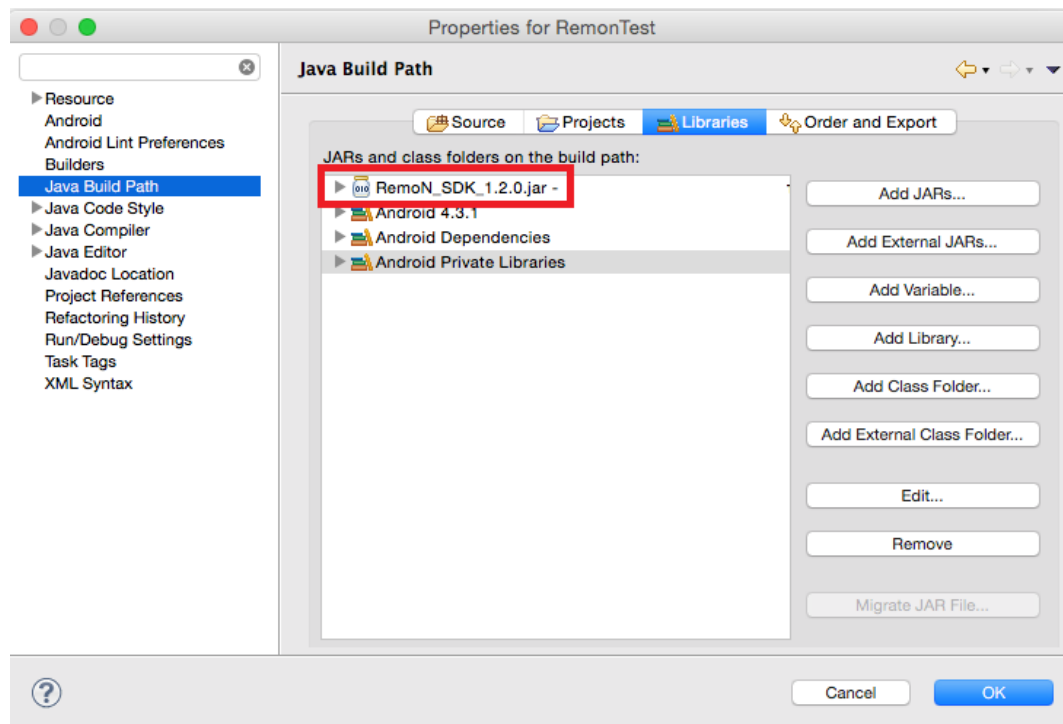 Properties for RemonTest
Java Build Path
Resource
Android
Android Lint Preferences
Builders
Java Build Path
Java Code Style
Java Compiler
Java Editor
Javadoc Location
Project References
Refactoring History
Run/Debug Settings
Task Tags
XML Syntax
Source
Projects
Libraries
Order and Export
JARs and class folders on the build path:
RemoN_SDK_1.2.0.jar -
Android 4.3.1
Android Dependencies
Android Private Libraries
Add JARs...
Add External JARs...
Add Variable...
Add Library...
Add Class Folder...
Add External Class Folder...
Edit...
Remove
Migrate JAR File...
?
Cancel
OK